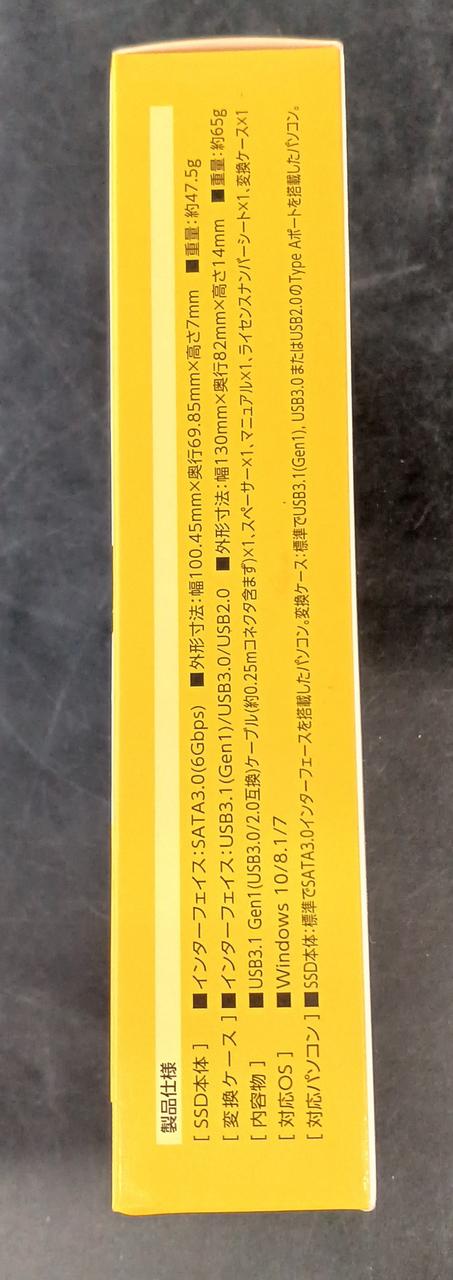 製品仕様
[ SSD本体 ] ■インターフェイス:SATA3.0(6Gbps) ■外形寸法:幅100.45mm×奥行69.85mm×高さ7mm ■重量:約47.5g
[ 変換ケース ] ■インターフェイス:USB3.1(Gen1)/USB3.0/USB2.0 ■外形寸法:幅130mm×奥行82mm×高さ14mm ■重量:約65g
[ 内容物 ] ■USB3.1 Gen1(USB3.0/2.0互換)ケーブル(約0.25mコネクタ含まず)×1、スペーサー×1、マニュアル×1、ライセンスナンバーシート×1、変換ケース×1
[ 対応OS ] ■Windows 10/8.1/7
[ 対応パソコン ] ■SSD本体:標準でSATA3.0インターフェースを搭載したパソコン。変換ケース:標準でUSB3.1(Gen1), USB3.0またはUSB2.0のType Aポートを搭載したパソコン。